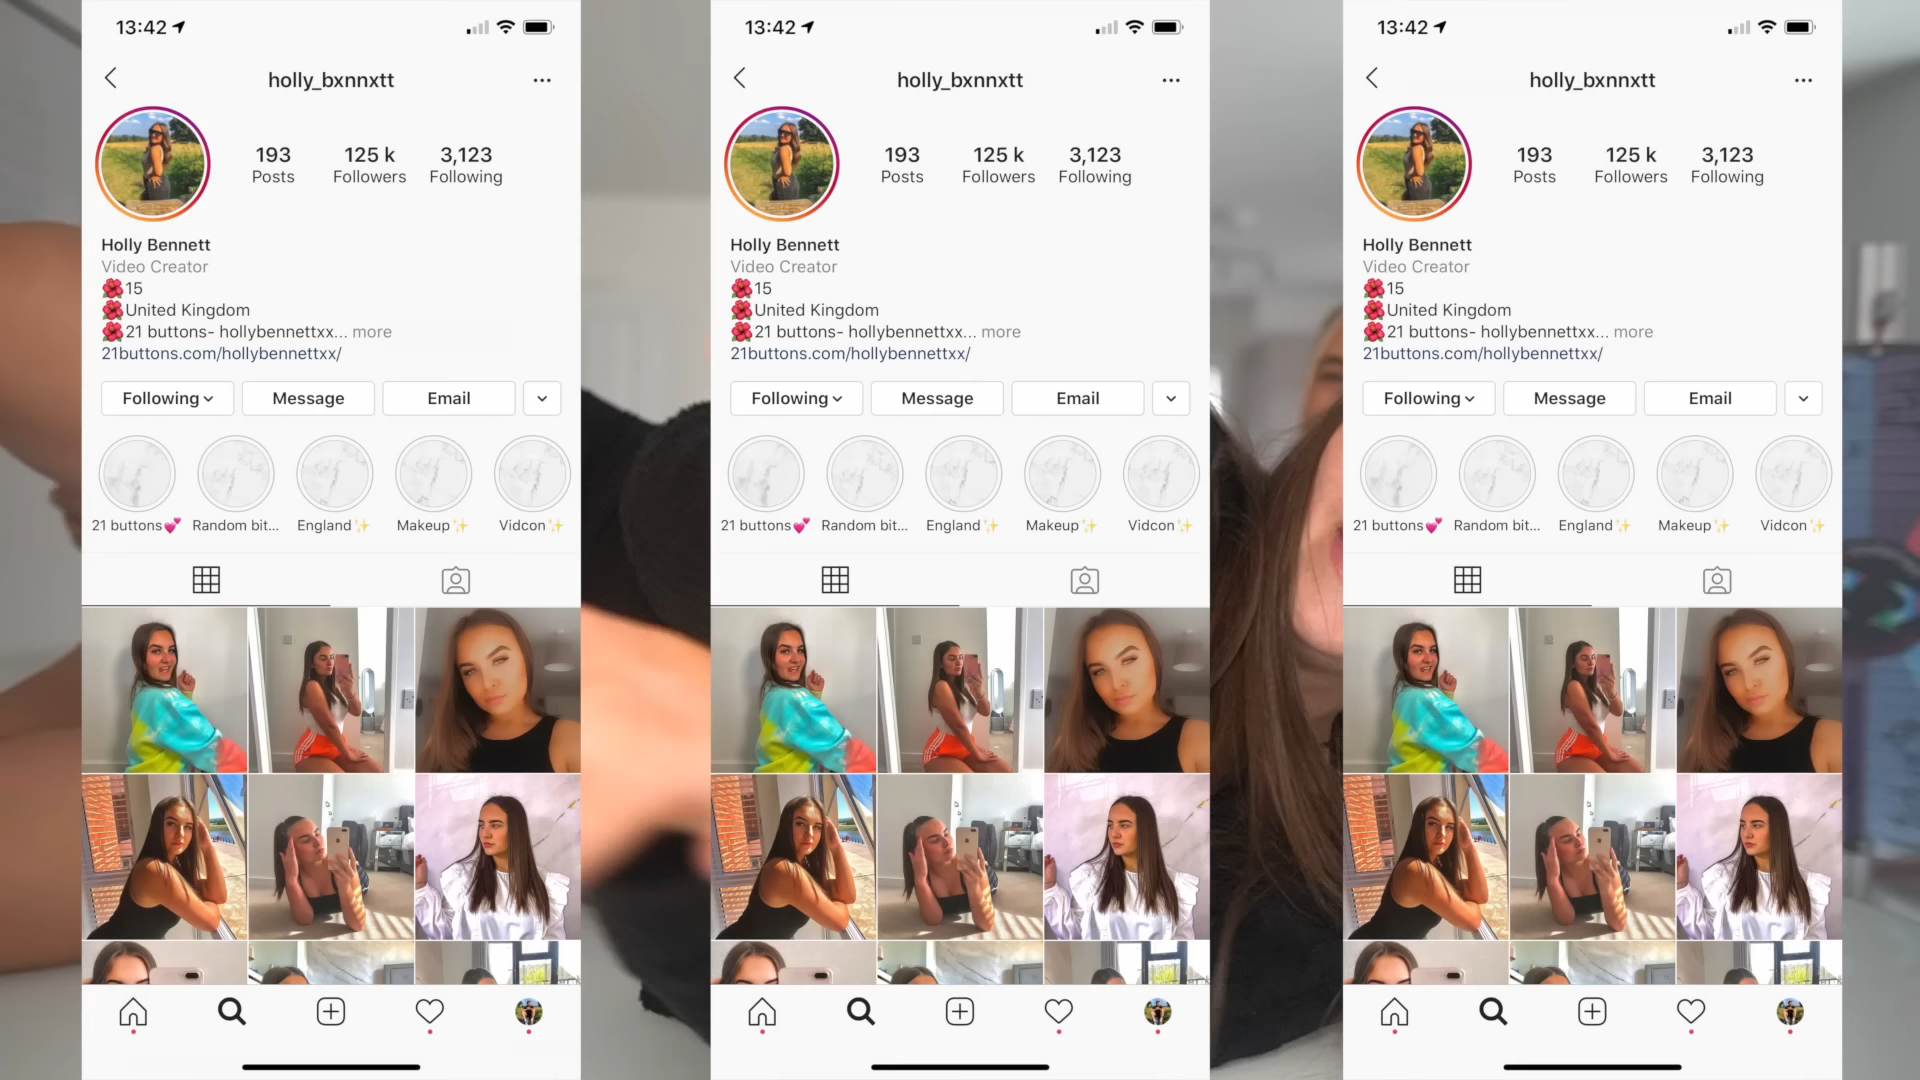 13:42
holly_bxnnxtt
193 125 k 3,123
Posts Followers Following
Holly Bennett
Video Creator
🌺15
🌺United Kingdom
🌺21 buttons- hollybennettxx... more
21buttons.com/hollybennettxx/
Following Message Email
21 buttons💕 Random bit... England✨ Makeup✨ Vidcon✨
13:42
holly_bxnnxtt
193 125 k 3,123
Posts Followers Following
Holly Bennett
Video Creator
🌺15
🌺United Kingdom
🌺21 buttons- hollybennettxx... more
21buttons.com/hollybennettxx/
Following Message Email
21 buttons💕 Random bit... England✨ Makeup✨ Vidcon✨
13:42
holly_bxnnxtt
193 125 k 3,123
Posts Followers Following
Holly Bennett
Video Creator
🌺15
🌺United Kingdom
🌺21 buttons- hollybennettxx... more
21buttons.com/hollybennettxx/
Following Message Email
21 buttons💕 Random bit... England✨ Makeup✨ Vidcon✨